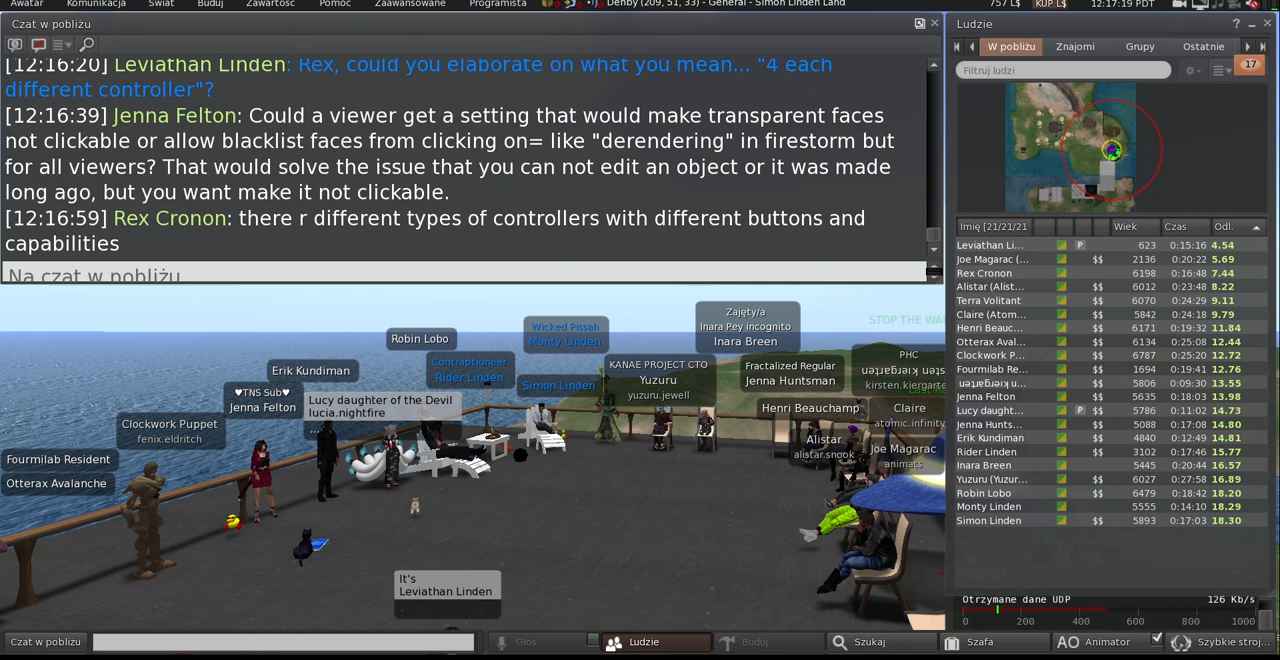 Awatar Komunikacja Świat Buduj Zawartość Pomoc Zaawansowane Programista Denby (209, 51, 33) - General - Simon Linden Land 757 L$ KUP L$ 12:17:19 PDT
Czat w pobliżu
[12:16:20] Leviathan Linden: Rex, could you elaborate on what you mean... "4 each
different controller"?
[12:16:39] Jenna Felton: Could a viewer get a setting that would make transparent faces
not clickable or allow blacklist faces from clicking on= like "derendering" in firestorm but
for all viewers? That would solve the issue that you can not edit an object or it was made
long ago, but you want make it not clickable.
[12:16:59] Rex Cronon: there r different types of controllers with different buttons and
capabilities
Na czat w pobliżu
STOP THE WAR
Zajęty/a
Inara Pey incognito
Inara Breen
Wicked Pissah
Monty Linden
Robin Lobo
Contraptioneer
Rider Linden
Simon Linden
KANAE PROJECT CTO
Yuzuru
yuzuru.jewell
Fractalized Regular
Jenna Huntsman
PHC
kirsten.kiergarte
Erik Kundiman
♥TNS Sub♥
Jenna Felton
Lucy daughter of the Devil
lucia.nightfire
...
Henri Beauchamp
Claire
atomic.infinity
Clockwork Puppet
fenix.eldritch
Alistar
alistar.snook
Joe Magarac
animats
Fourmilab Resident
Otterax Avalanche
It's
Leviathan Linden
Czat w pobliżu Głos Ludzie Buduj Szukaj Szafa AO Animator Szybkie stroj...
Ludzie ?
W pobliżu Znajomi Grupy Ostatnie
Filtruj ludzi 17
Imię [21/21/21 Wiek Czas Odl.
Leviathan Li... P 623 0:15:16 4.54
Joe Magarac (... $$ 2136 0:20:22 5.69
Rex Cronon 6198 0:16:48 7.44
Alistar (Alist... $$ 6012 0:23:48 8.22
Terra Volitant $$ 6070 0:24:29 9.11
Claire (Atom... $$ 5842 0:24:18 9.79
Henri Beauc... $$ 6171 0:19:32 11.84
Otterax Aval... $$ 6134 0:25:08 12.44
Clockwork P... $$ 6787 0:25:20 12.72
Fourmilab Re... $$ 1694 0:19:41 12.76
$$ 5806 0:09:30 13.55
Jenna Felton $$ 5635 0:18:03 13.98
Lucy daught... P $$ 5786 0:11:02 14.73
Jenna Hunts... $$ 5088 0:17:08 14.80
Erik Kundiman $$ 4840 0:12:49 14.81
Rider Linden $$ 3102 0:17:46 15.77
Inara Breen 5445 0:20:44 16.57
Yuzuru (Yuzur... $$ 6027 0:27:58 16.89
Robin Lobo $$ 6479 0:18:42 18.20
Monty Linden 5555 0:14:10 18.29
Simon Linden $$ 5893 0:17:03 18.30
Otrzymane dane UDP 126 Kb/s
0 200 400 600 800 1000